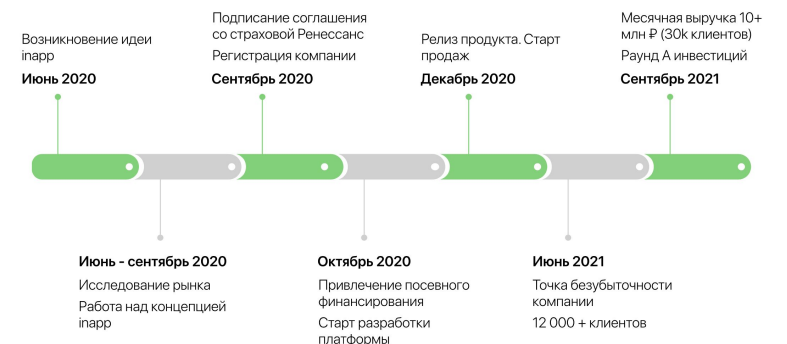 Возникновение идеи
inapp
Июнь 2020
Подписание соглашения
со страховой Ренессанс
Регистрация компании
Сентябрь 2020
Релиз продукта. Старт
продаж
Декабрь 2020
Месячная выручка 10+
млн ₽ (30k клиентов)
Раунд А инвестиций
Сентябрь 2021
Июнь - сентябрь 2020
Исследование рынка
Работа над концепцией
inapp
Октябрь 2020
Привлечение посевного
финансирования
Старт разработки
платформы
Июнь 2021
Точка безубыточности
компании
12 000 + клиентов